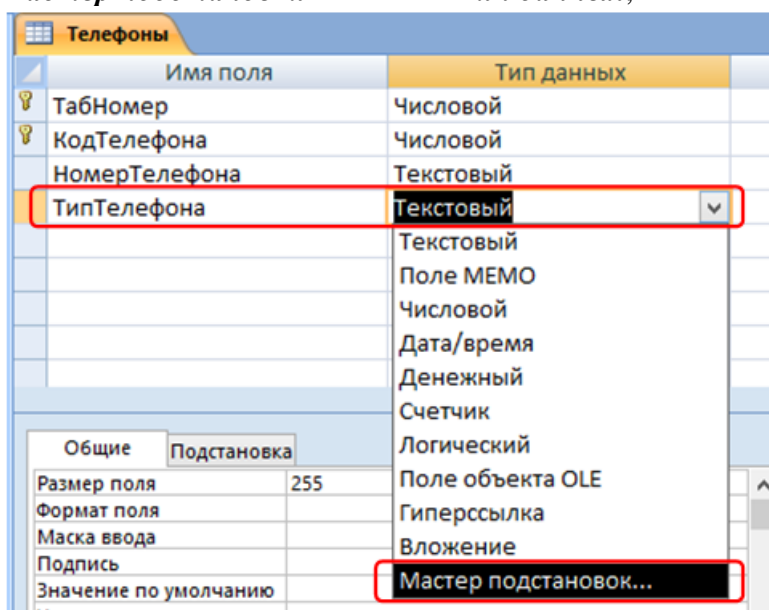 Телефоны
Имя поля Тип данных
ТабНомер Числовой
КодТелефона Числовой
НомерТелефона Текстовый
ТипТелефона Текстовый
Текстовый
Поле МЕМО
Числовой
Дата/время
Денежный
Счетчик
Логический
Поле объекта OLE
Гиперссылка
Вложение
Мастер подстановок...
Общие Подстановка
Размер поля 255
Формат поля
Маска ввода
Подпись
Значение по умолчанию